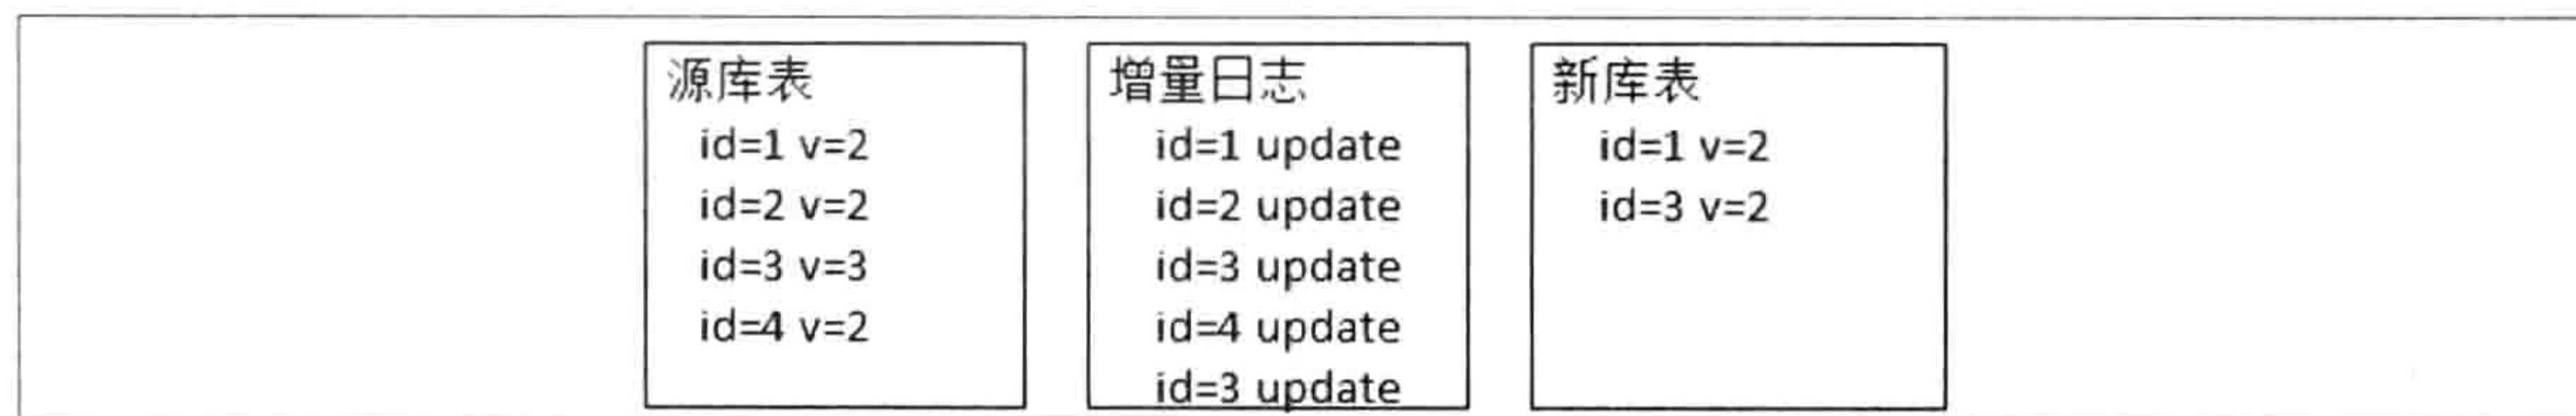 源库表
id=1 v=2
id=2 v=2
id=3 v=3
id=4 v=2
增量日志
id=1 update
id=2 update
id=3 update
id=4 update
id=3 update
新库表
id=1 v=2
id=3 v=2